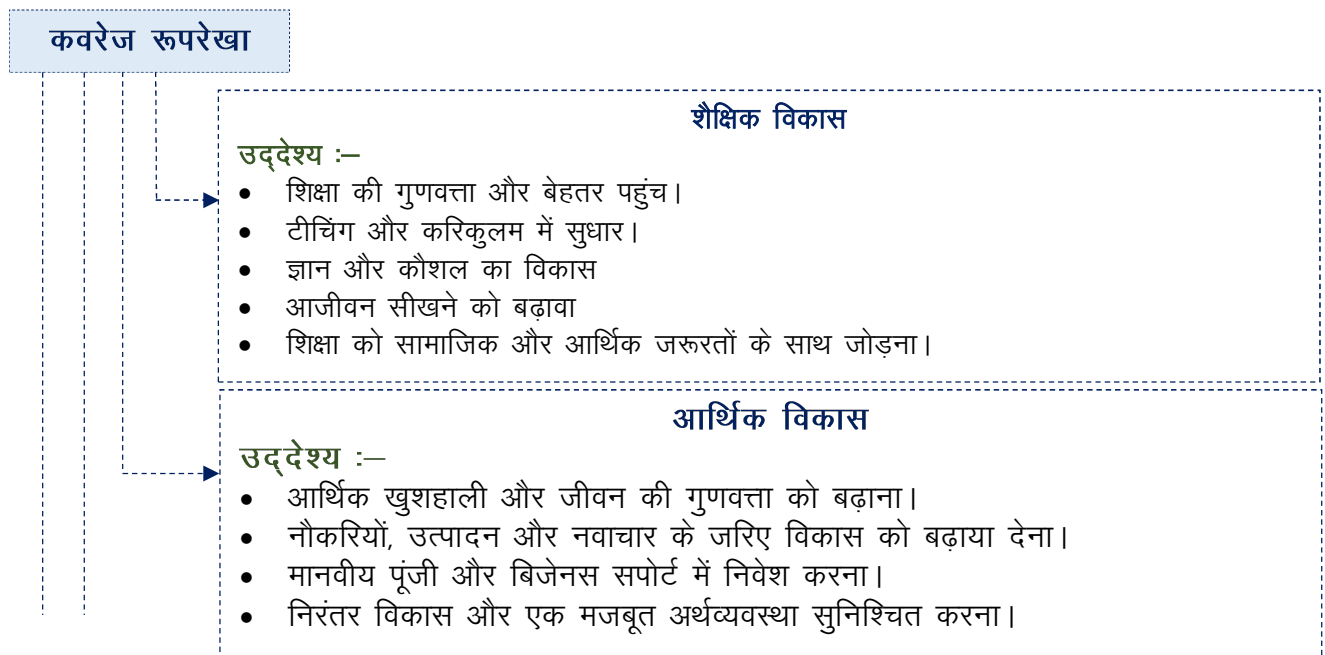 कवरेज रूपरेखा
शैक्षिक विकास
उद्देश्य :–
• शिक्षा की गुणवत्ता और बेहतर पहुंच।
• टीचिंग और करिकुलम में सुधार।
• ज्ञान और कौशल का विकास
• आजीवन सीखने को बढ़ावा
• शिक्षा को सामाजिक और आर्थिक जरूरतों के साथ जोड़ना।
आर्थिक विकास
उद्देश्य :–
• आर्थिक खुशहाली और जीवन की गुणवत्ता को बढ़ाना।
• नौकरियों, उत्पादन और नवाचार के जरिए विकास को बढ़ाया देना।
• मानवीय पूंजी और बिजेनस सपोर्ट में निवेश करना।
• निरंतर विकास और एक मजबूत अर्थव्यवस्था सुनिश्चित करना।